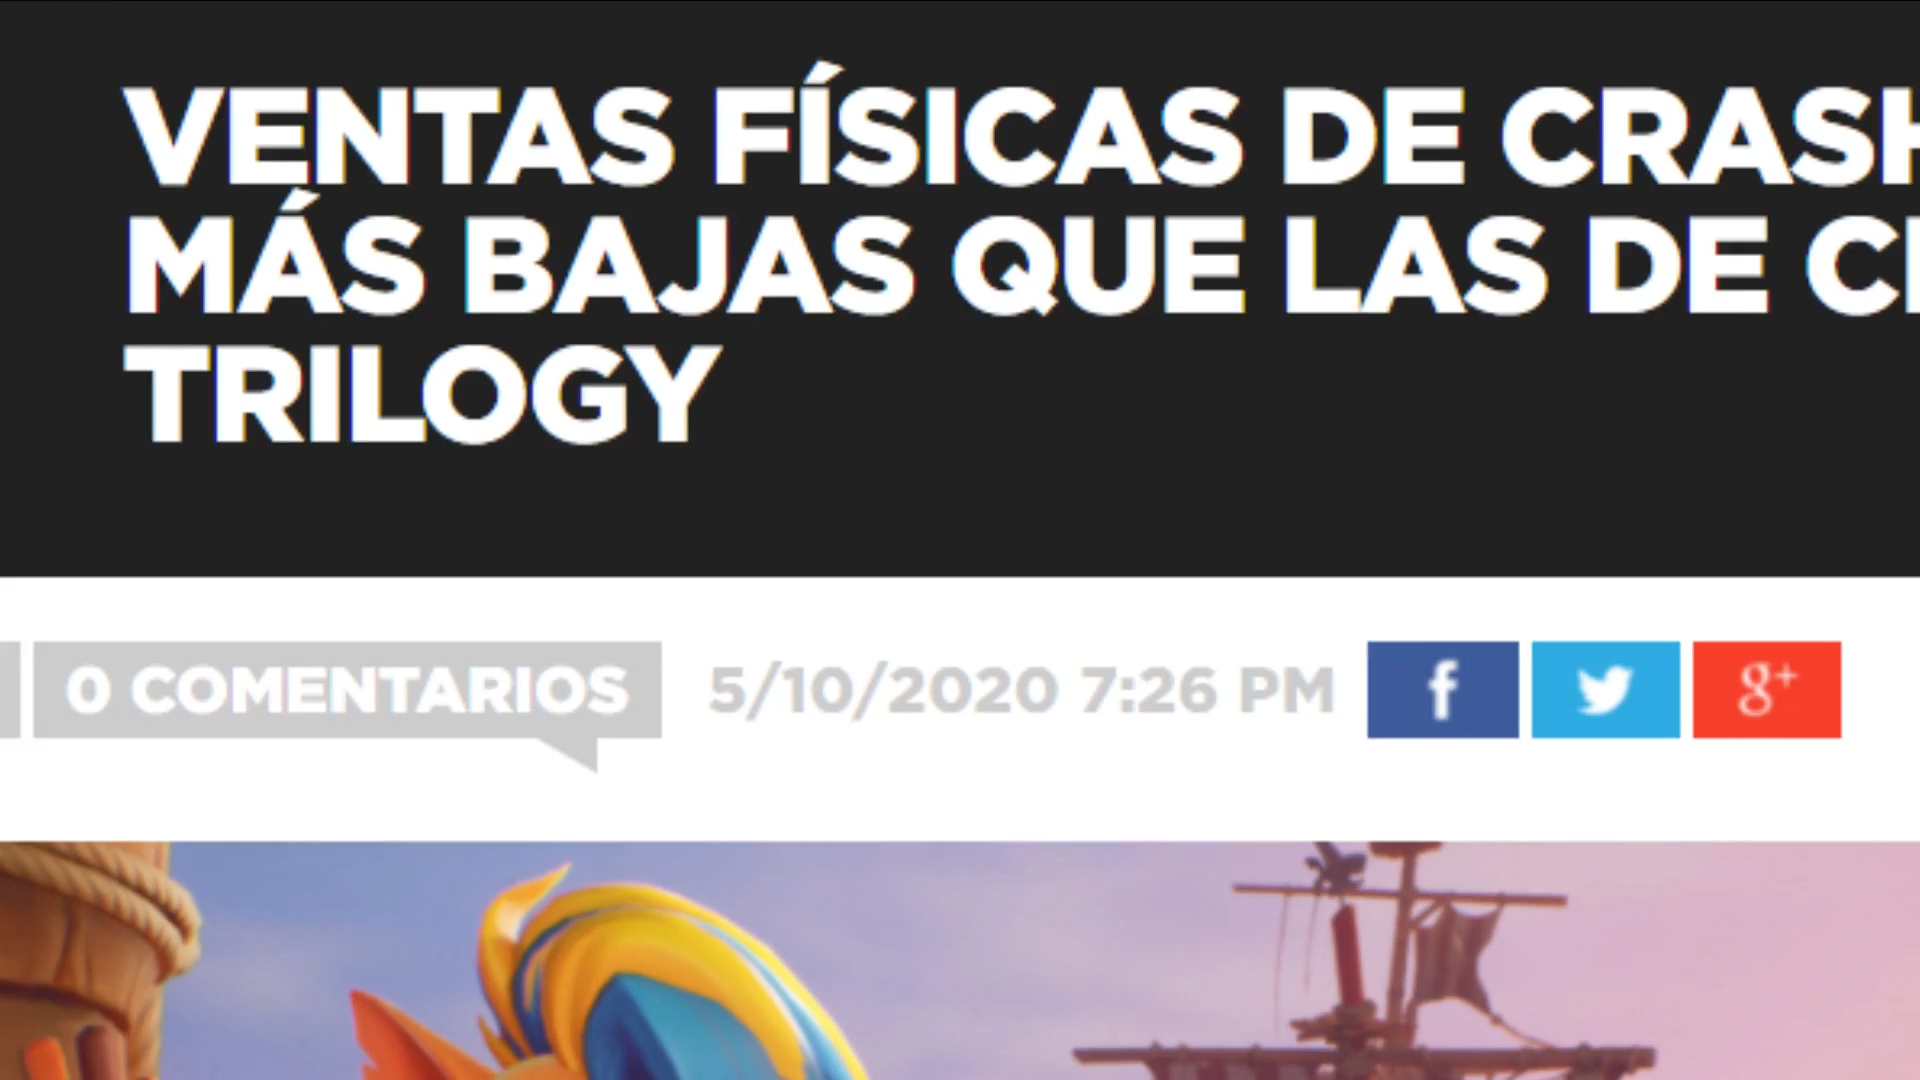 VENTAS FÍSICAS DE CRASH
MÁS BAJAS QUE LAS DE
TRILOGY
0 COMENTARIOS
5/10/2020 7:26 PM
f
g+